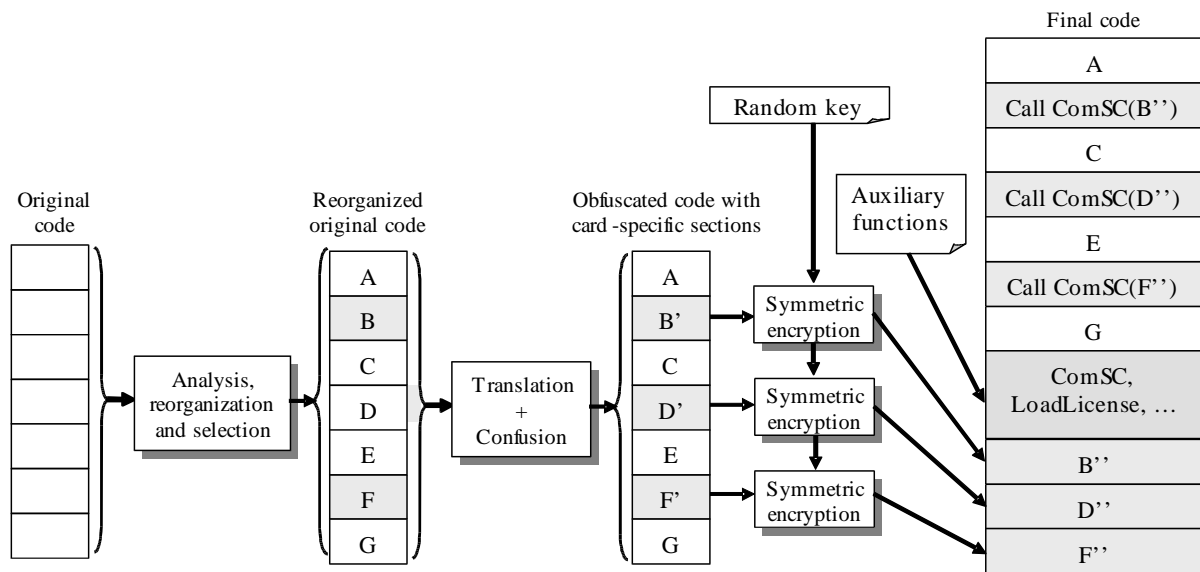 Original
code
Analysis,
reorganization
and selection
Reorganized
original code
A
B
C
D
E
F
G
Translation
+
Confusion
Obfuscated code with
card -specific sections
A
B’
C
D’
E
F’
G
Random key
Symmetric
encryption
Symmetric
encryption
Symmetric
encryption
Auxiliary
functions
Final code
A
Call ComSC(B’’)
C
Call ComSC(D’’)
E
Call ComSC(F’’)
G
ComSC,
LoadLicense, …
B’’
D’’
F’’